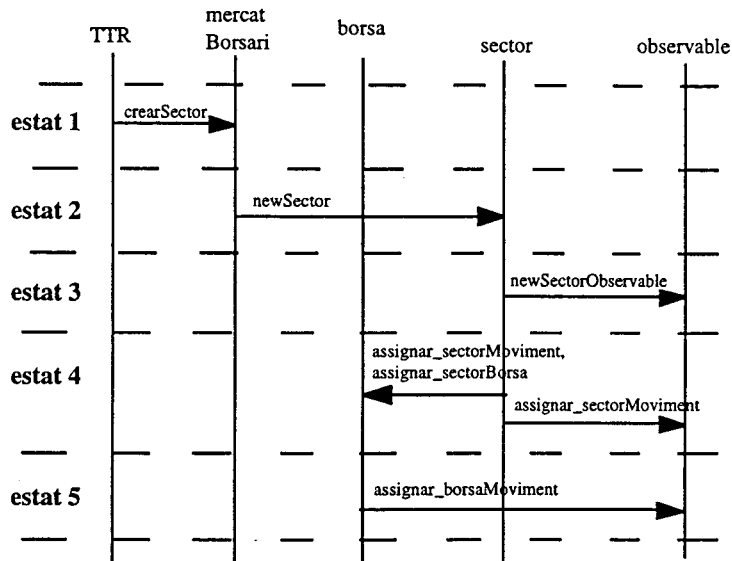 TTR
mercat
Borsari
borsa
sector
observable
estat 1
crearSector
estat 2
newSector
estat 3
newSectorObservable
estat 4
assignar_sectorMoviment,
assignar_sectorBorsa
assignar_sectorMoviment
estat 5
assignar_borsaMoviment